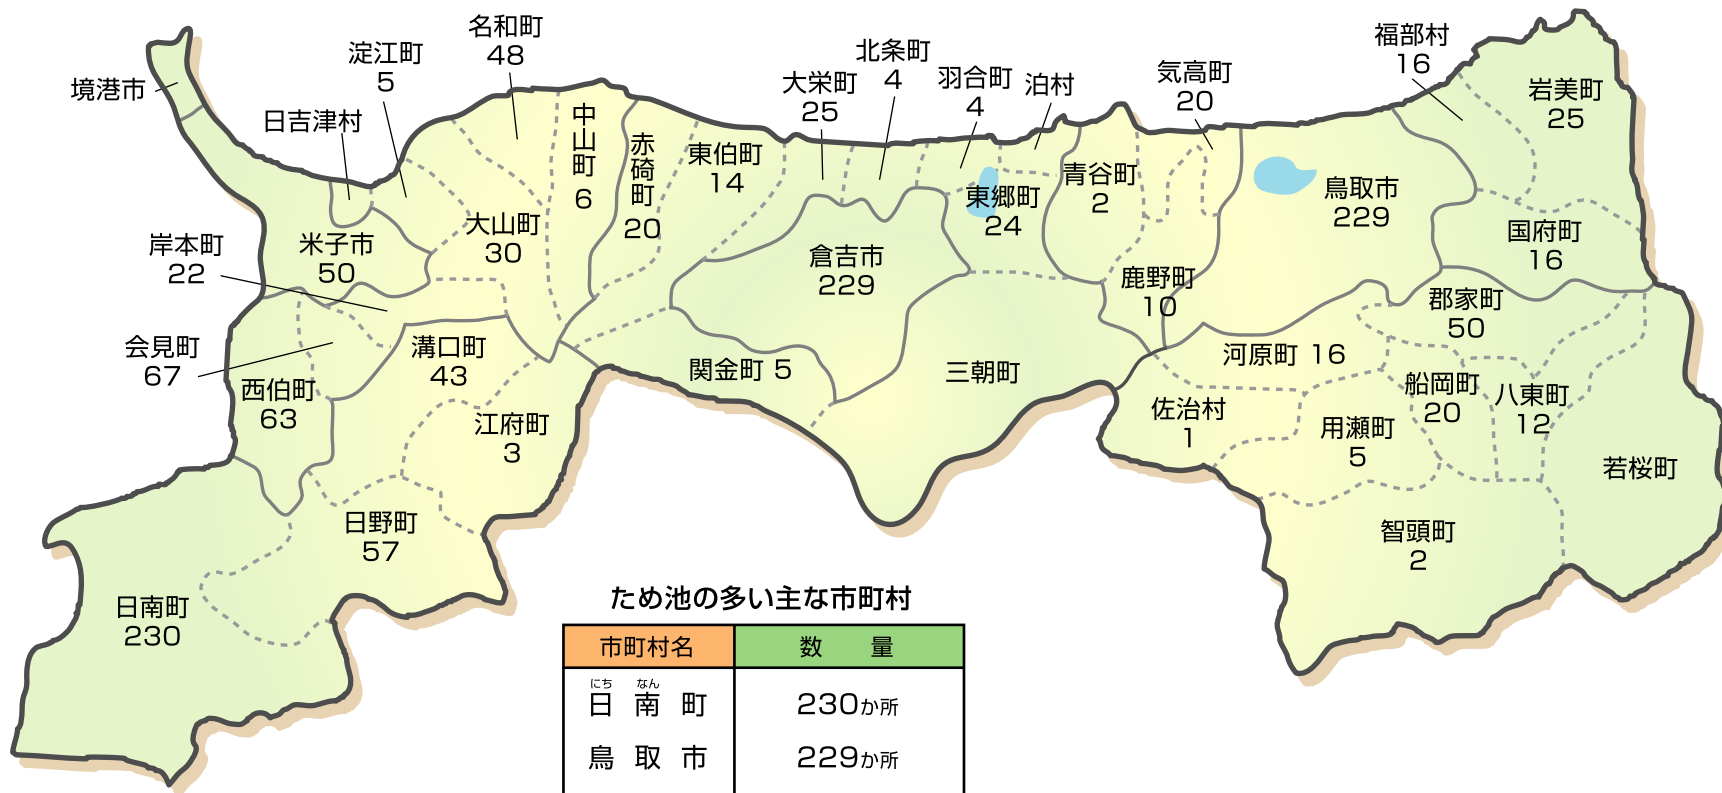 名和町
48
淀江町
5
境港市
日吉津村
中山町
6
赤碕町
20
東伯町
14
大栄町
25
北条町
4
羽合町
4
泊村
気高町
20
福部村
16
岩美町
25
青谷町
2
東郷町
24
鳥取市
229
国府町
16
大山町
30
米子市
50
岸本町
22
倉吉市
229
鹿野町
10
郡家町
50
会見町
67
西伯町
63
溝口町
43
関金町 5
三朝町
河原町 16
船岡町
20
八東町
12
佐治村
1
用瀬町
5
若桜町
江府町
3
日野町
57
智頭町
2
日南町
230
ため池の多い主な市町村
市町村名 数 量
にち なん
日 南 町 230か所
鳥 取 市 229か所